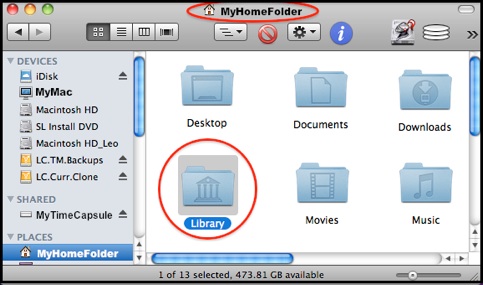 MyHomeFolder
DEVICES
iDisk
MyMac
Macintosh HD
SL Install DVD
Macintosh HD_Leo
LC.TM.Backups
LC.Curr.Clone
SHARED
MyTimeCapsule
PLACES
MyHomeFolder
Desktop
Documents
Downloads
Library
Movies
Music
1 of 13 selected, 473.81 GB available